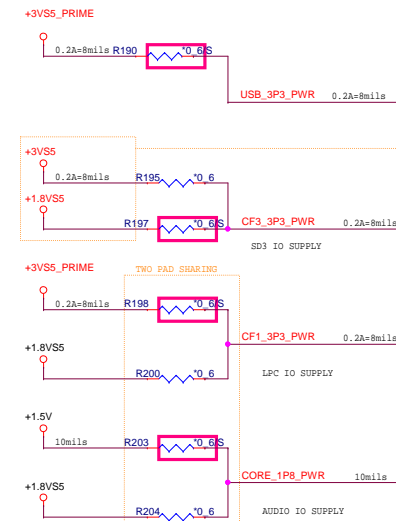 +3VS5_PRIME
0.2A=8mils R190 *0_6/S
USB_3P3_PWR 0.2A=8mils
+3VS5
0.2A=8mils R195 *0_6
+1.8VS5
R197 *0_6/S CF3_3P3_PWR 0.2A=8mils
SD3 IO SUPPLY
+3VS5_PRIME TWO PAD SHARING
0.2A=8mils R198 *0_6/S
CF1_3P3_PWR 0.2A=8mils
+1.8VS5
R200 *0_6 LPC IO SUPPLY
+1.5V
10mils R203 *0_6/S
CORE_1P8_PWR 10mils
+1.8VS5
R204 *0_6 AUDIO IO SUPPLY